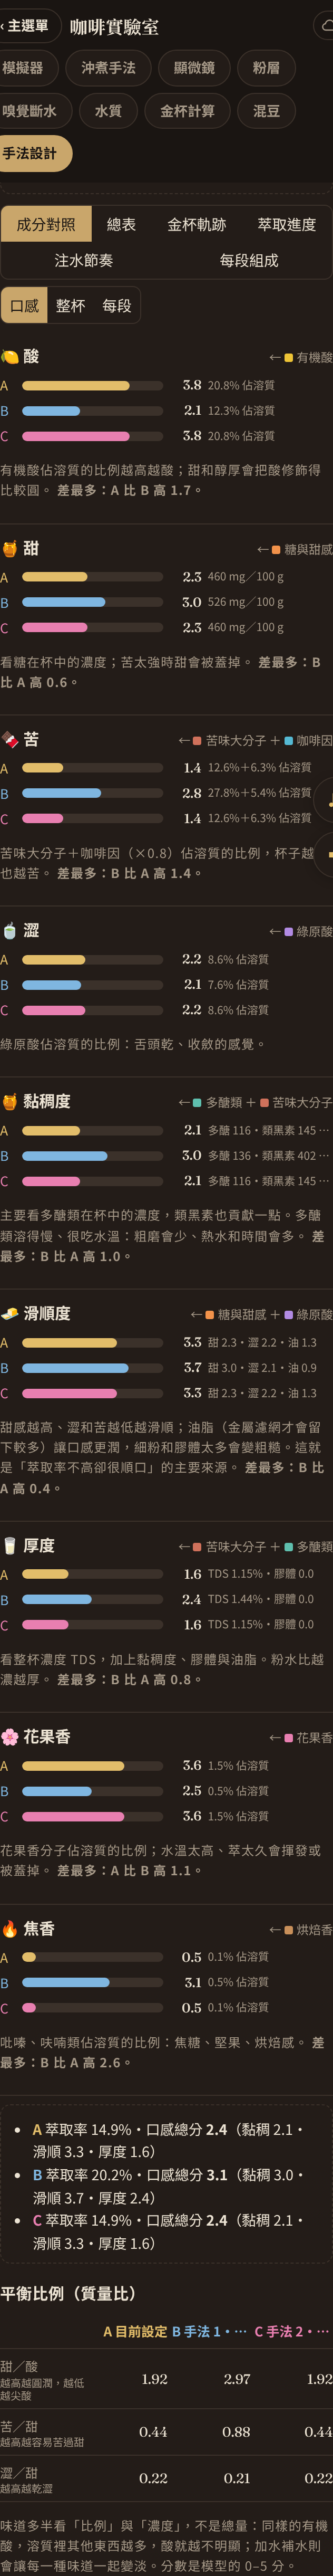 ‹ 主選單 咖啡實驗室
模擬器 沖煮手法 顯微鏡 粉層
嗅覺斷水 水質 金杯計算 混豆
手法設計
成分對照 總表 金杯軌跡 萃取進度
注水節奏 每段組成
口感 整杯 每段
🍋 酸 ← 有機酸
A 3.8 20.8% 佔溶質
B 2.1 12.3% 佔溶質
C 3.8 20.8% 佔溶質
有機酸佔溶質的比例越高越酸；甜和醇厚會把酸修飾得
比較圓。 差最多：A 比 B 高 1.7。
🍯 甜 ← 糖與甜感
A 2.3 460 mg／100 g
B 3.0 526 mg／100 g
C 2.3 460 mg／100 g
看糖在杯中的濃度；苦太強時甜會被蓋掉。 差最多：B
比 A 高 0.6。
🍫 苦 ← 苦味大分子 ＋ 咖啡因
A 1.4 12.6%＋6.3% 佔溶質
B 2.8 27.8%＋5.4% 佔溶質
C 1.4 12.6%＋6.3% 佔溶質
苦味大分子＋咖啡因（×0.8）佔溶質的比例，杯子越
也越苦。 差最多：B 比 A 高 1.4。
🍵 澀 ← 綠原酸
A 2.2 8.6% 佔溶質
B 2.1 7.6% 佔溶質
C 2.2 8.6% 佔溶質
綠原酸佔溶質的比例：舌頭乾、收斂的感覺。
🍯 黏稠度 ← 多醣類 ＋ 苦味大分子
A 2.1 多醣 116・類黑素 145 …
B 3.0 多醣 136・類黑素 402 …
C 2.1 多醣 116・類黑素 145 …
主要看多醣類在杯中的濃度，類黑素也貢獻一點。多醣
類溶得慢、很吃水溫：粗磨會少、熱水和時間會多。 差
最多：B 比 A 高 1.0。
🧈 滑順度 ← 糖與甜感 ＋ 綠原酸
A 3.3 甜 2.3・澀 2.2・油 1.3
B 3.7 甜 3.0・澀 2.1・油 0.9
C 3.3 甜 2.3・澀 2.2・油 1.3
甜感越高、澀和苦越低越滑順；油脂（金屬濾網才會留
下較多）讓口感更潤，細粉和膠體太多會變粗糙。這就
是「萃取率不高卻很順口」的主要來源。 差最多：B 比
A 高 0.4。
🥛 厚度 ← 苦味大分子 ＋ 多醣類
A 1.6 TDS 1.15%・膠體 0.0
B 2.4 TDS 1.44%・膠體 0.0
C 1.6 TDS 1.15%・膠體 0.0
看整杯濃度 TDS，加上黏稠度、膠體與油脂。粉水比越
濃越厚。 差最多：B 比 A 高 0.8。
🌸 花果香 ← 花果香
A 3.6 1.5% 佔溶質
B 2.5 0.5% 佔溶質
C 3.6 1.5% 佔溶質
花果香分子佔溶質的比例；水溫太高、萃太久會揮發或
被蓋掉。 差最多：A 比 B 高 1.1。
🔥 焦香 ← 烘焙香
A 0.5 0.1% 佔溶質
B 3.1 0.5% 佔溶質
C 0.5 0.1% 佔溶質
吡嗪、呋喃類佔溶質的比例：焦糖、堅果、烘焙感。 差
最多：B 比 A 高 2.6。
• A 萃取率 14.9%・口感總分 2.4（黏稠 2.1・
滑順 3.3・厚度 1.6）
• B 萃取率 20.2%・口感總分 3.1（黏稠 3.0・
滑順 3.7・厚度 2.4）
• C 萃取率 14.9%・口感總分 2.4（黏稠 2.1・
滑順 3.3・厚度 1.6）
平衡比例（質量比）
A 目前設定 B 手法 1・… C 手法 2・…
甜／酸 1.92 2.97 1.92
越高越圓潤，越低
越尖酸
苦／甜 0.44 0.88 0.44
越高越容易苦過甜
澀／甜 0.22 0.21 0.22
越高越乾澀
味道多半看「比例」與「濃度」，不是總量：同樣的有機
酸，溶質裡其他東西越多，酸就越不明顯；加水補水則
會讓每一種味道一起變淡。分數是模型的 0–5 分。